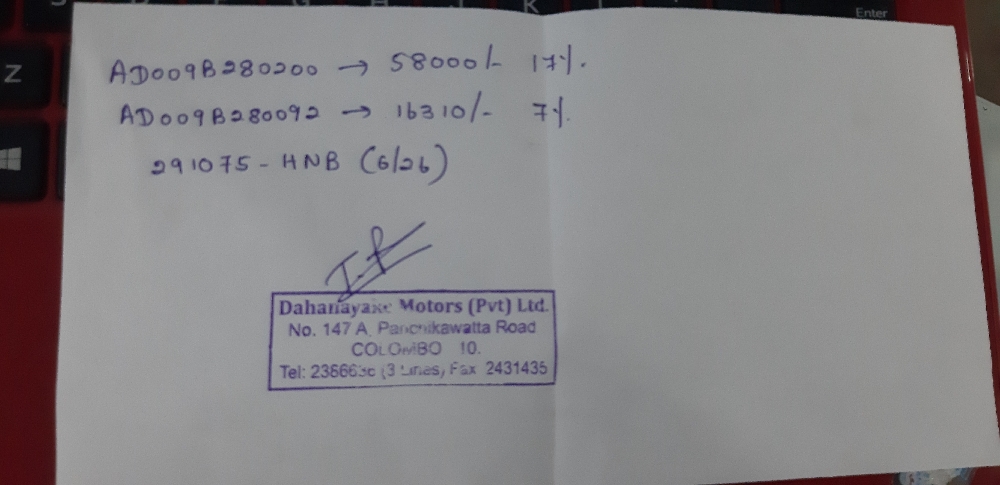 AD009B280200 → 58000/- 17%.
AD009B280092 → 16310/- 7%.
291075 - HNB (6/26)
Dahanayake Motors (Pvt) Ltd.
No. 147 A, Panchikawatta Road
COLOMBO 10.
Tel: (3 Lines) Fax 2431435
Z
Enter